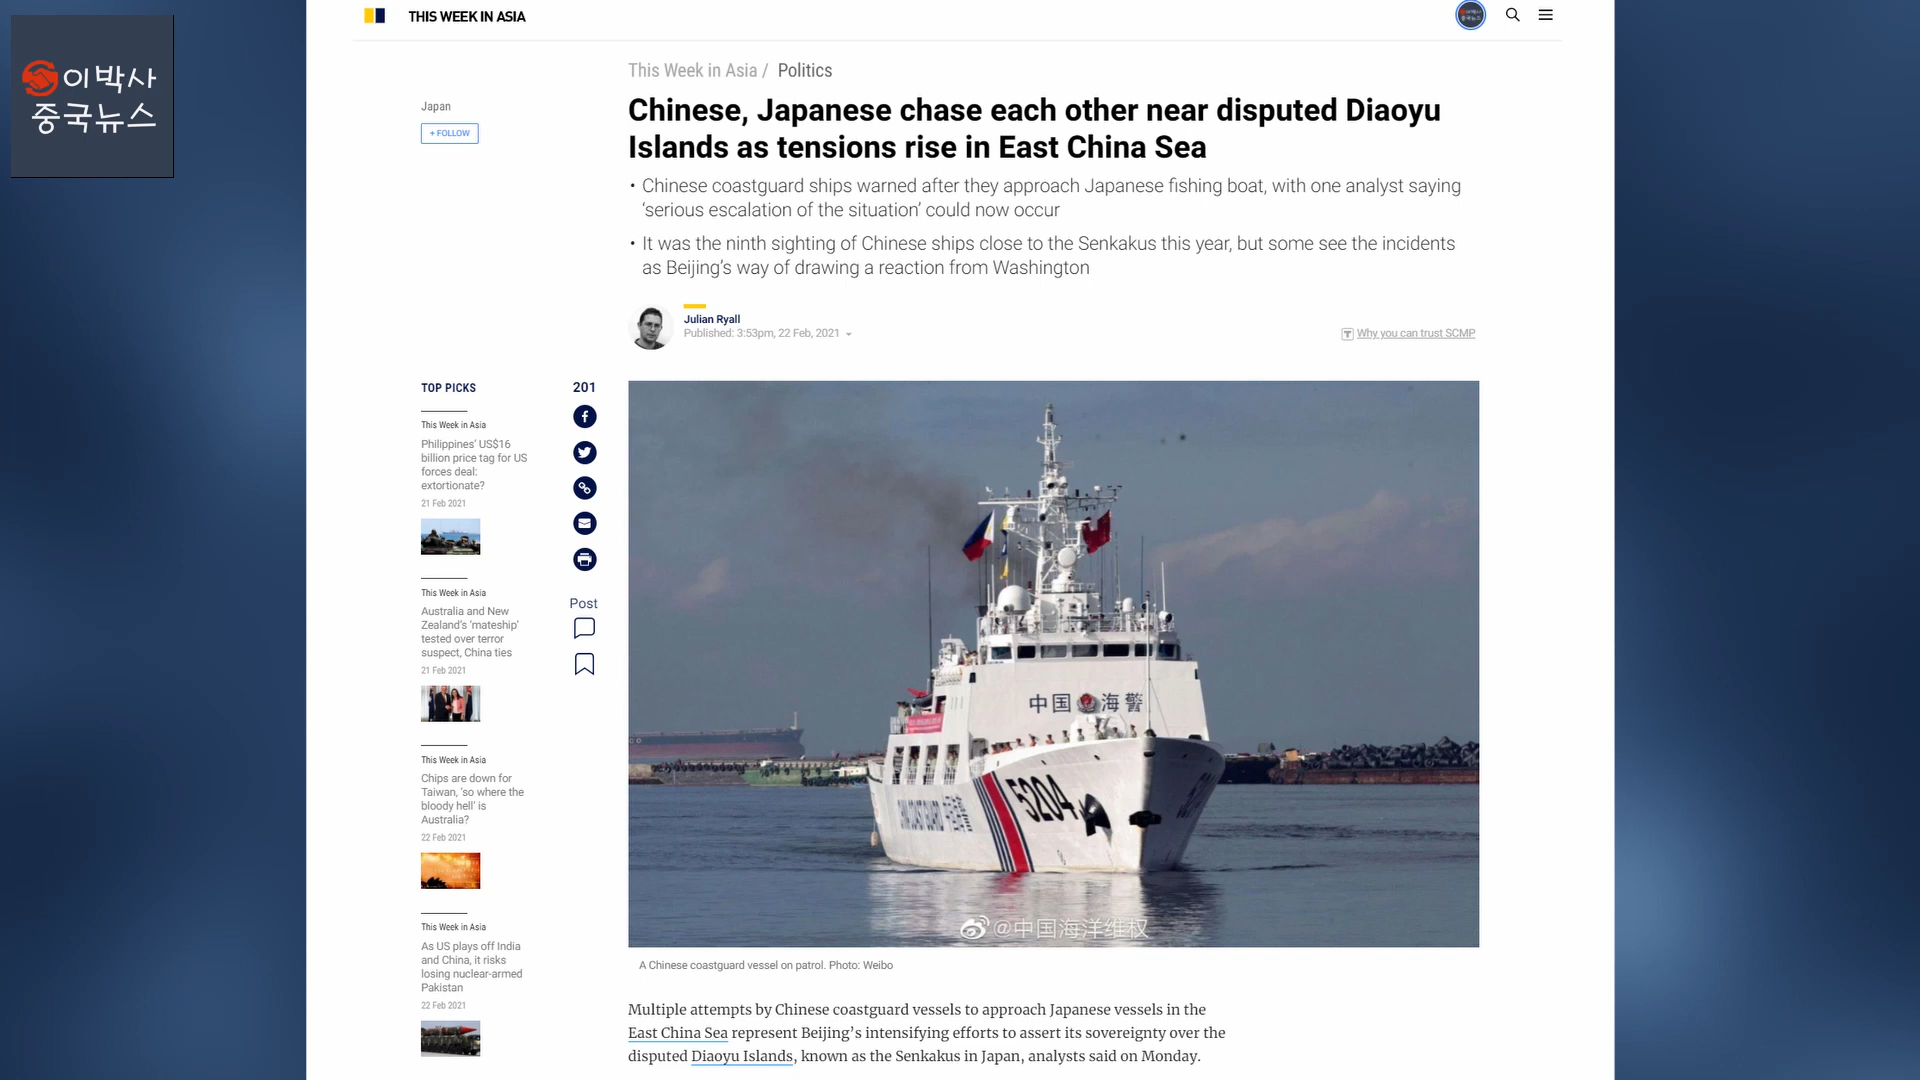 이박사
중국뉴스
THIS WEEK IN ASIA
This Week in Asia / Politics
Japan
+ FOLLOW
Chinese, Japanese chase each other near disputed Diaoyu
Islands as tensions rise in East China Sea
• Chinese coastguard ships warned after they approach Japanese fishing boat, with one analyst saying
‘serious escalation of the situation’ could now occur
• It was the ninth sighting of Chinese ships close to the Senkakus this year, but some see the incidents
as Beijing’s way of drawing a reaction from Washington
Julian Ryall
Published: 3:53pm, 22 Feb, 2021
Why you can trust SCMP
TOP PICKS
This Week in Asia
Philippines’ US$16
billion price tag for US
forces deal:
extortionate?
21 Feb 2021
This Week in Asia
Australia and New
Zealand’s ‘mateship’
tested over terror
suspect, China ties
21 Feb 2021
This Week in Asia
Chips are down for
Taiwan, ‘so where the
bloody hell’ is
Australia?
22 Feb 2021
This Week in Asia
As US plays off India
and China, it risks
losing nuclear-armed
Pakistan
22 Feb 2021
201
Post
中国海警
5204
CHINA COAST GUARD
@中国海洋维权
A Chinese coastguard vessel on patrol. Photo: Weibo
Multiple attempts by Chinese coastguard vessels to approach Japanese vessels in the
East China Sea represent Beijing’s intensifying efforts to assert its sovereignty over the
disputed Diaoyu Islands, known as the Senkakus in Japan, analysts said on Monday.